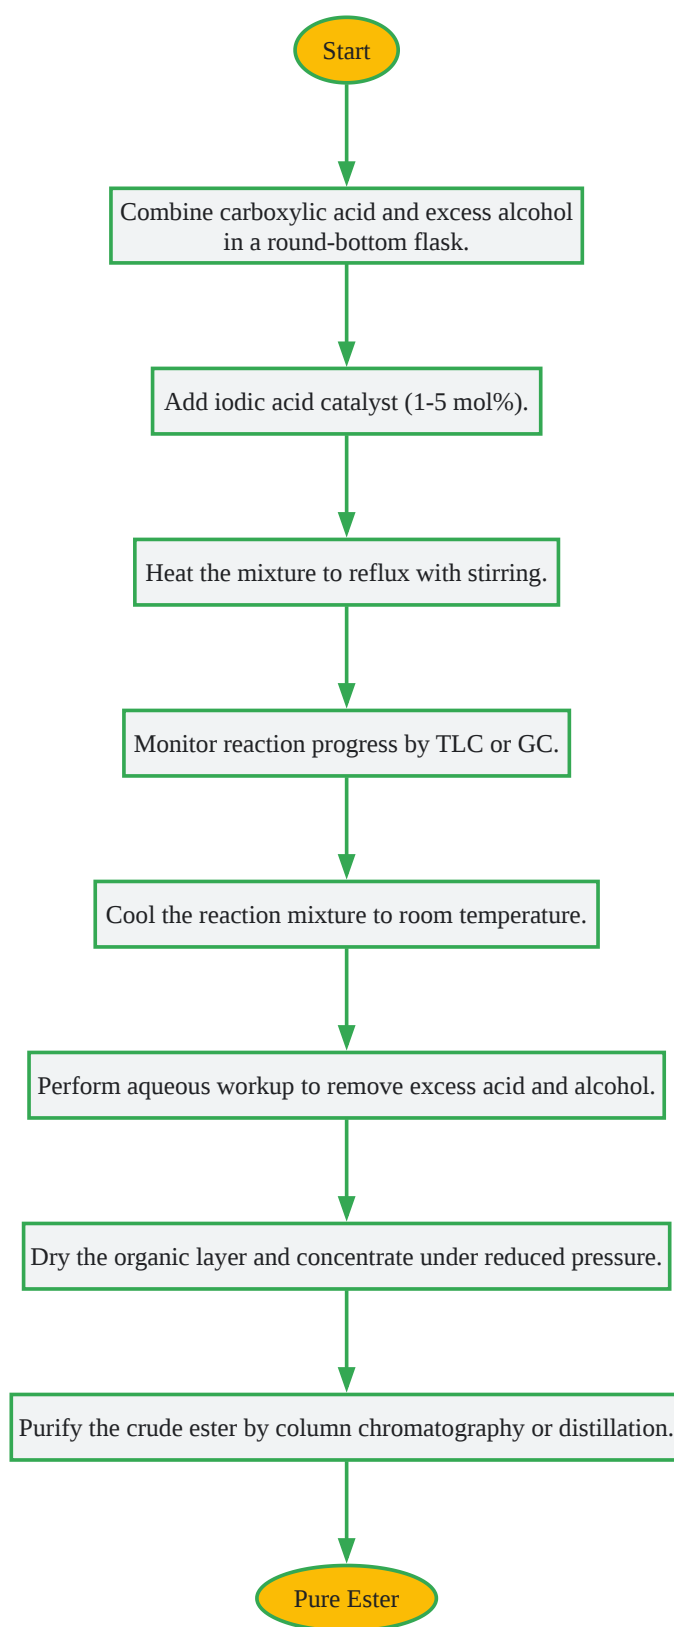 Start
Combine carboxylic acid and excess alcohol
in a round-bottom flask.
Add iodic acid catalyst (1-5 mol%).
Heat the mixture to reflux with stirring.
Monitor reaction progress by TLC or GC.
Cool the reaction mixture to room temperature.
Perform aqueous workup to remove excess acid and alcohol.
Dry the organic layer and concentrate under reduced pressure.
Purify the crude ester by column chromatography or distillation.
Pure Ester